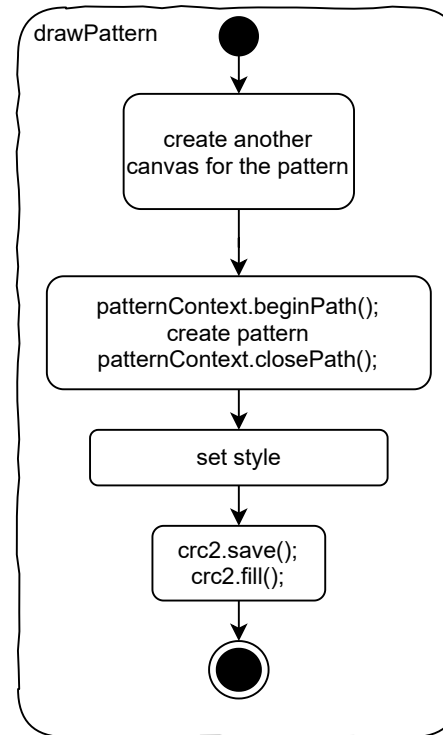 drawPattern
create another
canvas for the pattern
patternContext.beginPath();
create pattern
patternContext.closePath();
set style
crc2.save();
crc2.fill();